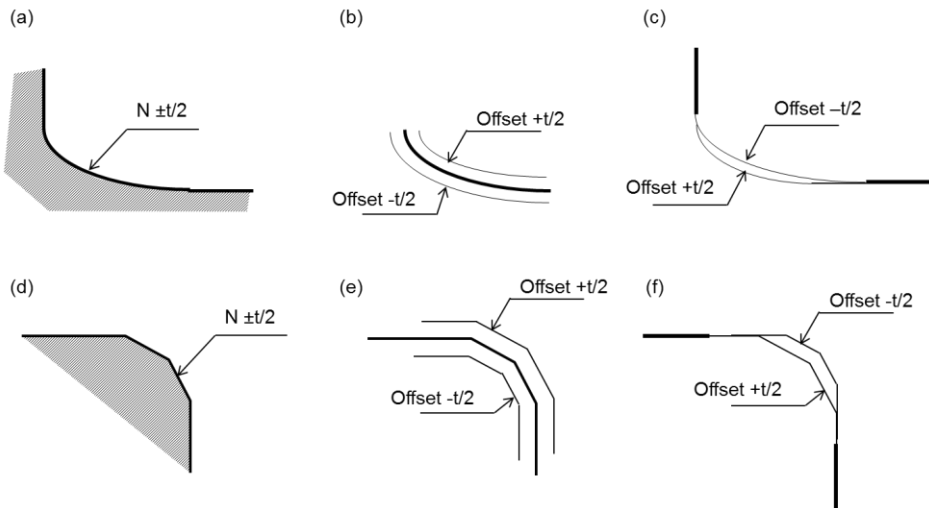 (a)
(b)
(c)
N ±t/2
Offset +t/2
Offset -t/2
Offset –t/2
Offset +t/2
(d)
(e)
(f)
N ±t/2
Offset +t/2
Offset -t/2
Offset -t/2
Offset +t/2